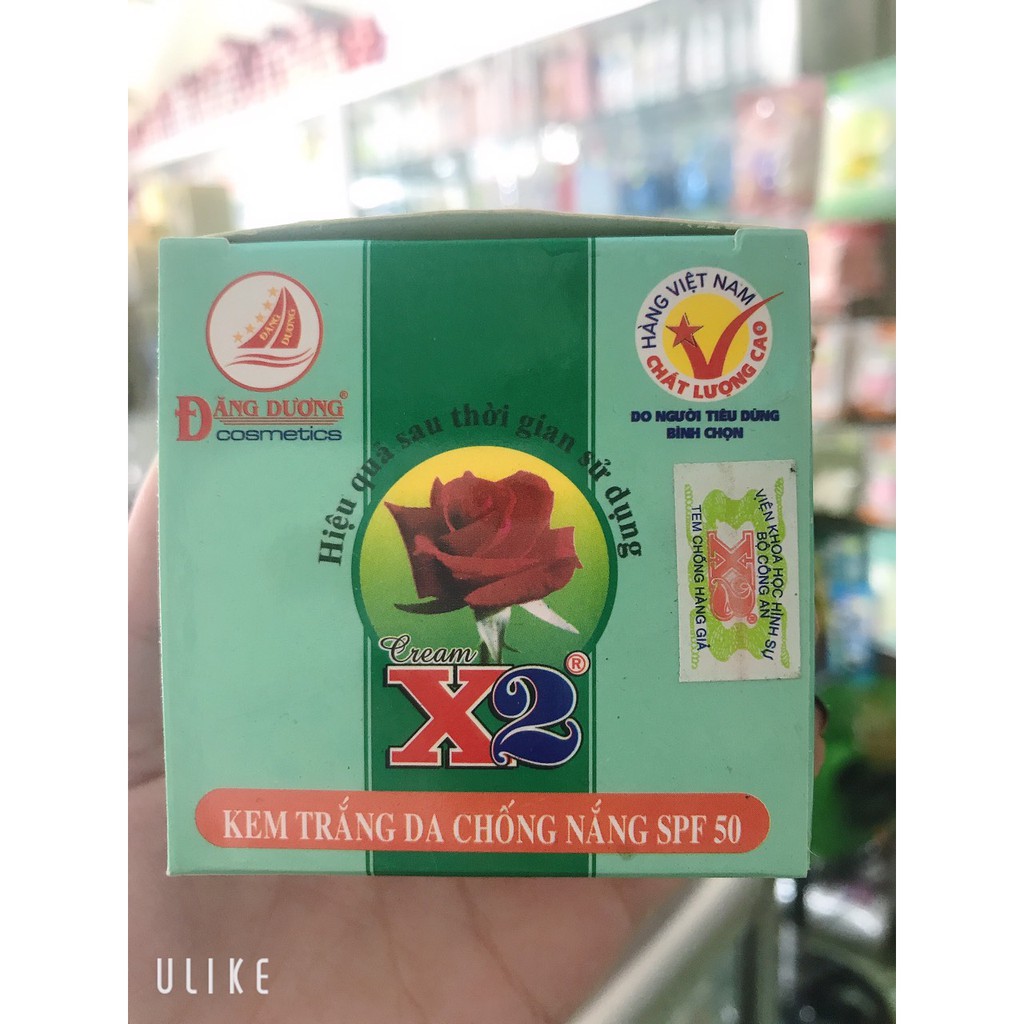 ĐĂNG DƯƠNG
ĐĂNG DƯƠNG®
cosmetics
HÀNG VIỆT NAM
CHẤT LƯỢNG CAO
DO NGƯỜI TIÊU DÙNG
BÌNH CHỌN
Hiệu quả sau thời gian sử dụng
VIỆN KHOA HỌC HÌNH SỰ
BỘ CÔNG AN
X2®
TEM CHỐNG HÀNG GIẢ
Cream
X2®
KEM TRẮNG DA CHỐNG NẮNG SPF 50
ULIKE